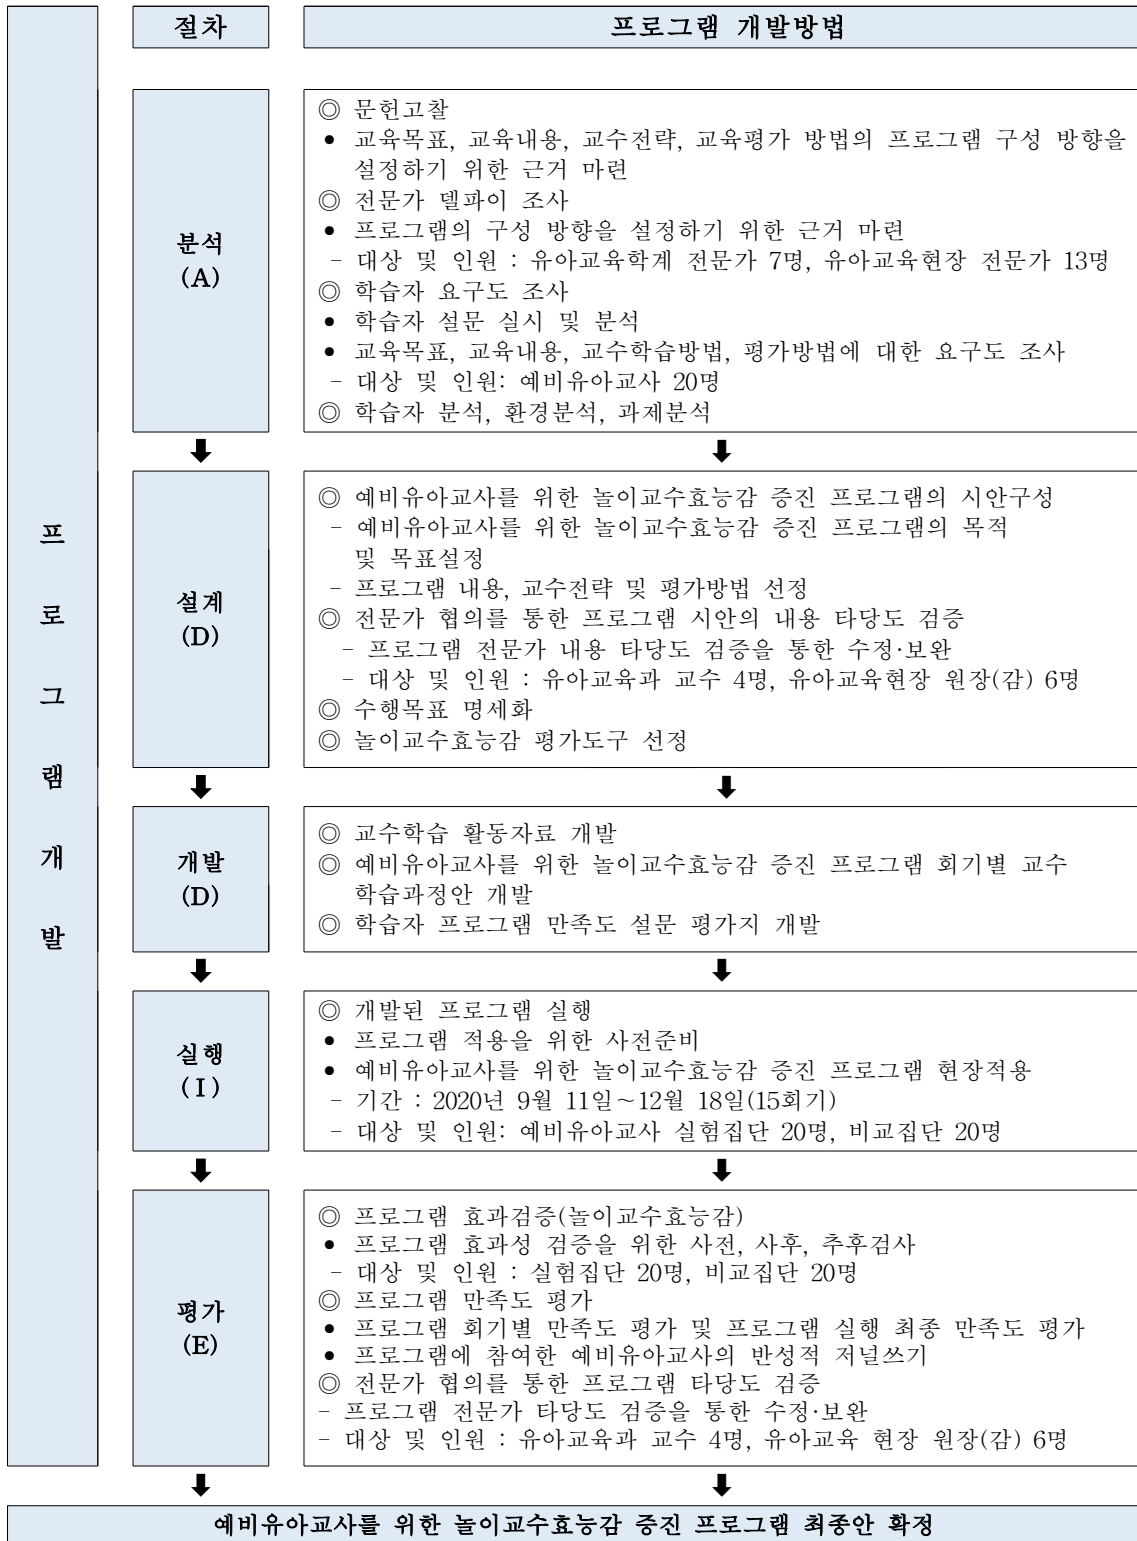 절차
프로그램 개발방법
프로그램개발
분석
(A)
◎ 문헌고찰
• 교육목표, 교육내용, 교수전략, 교육평가 방법의 프로그램 구성 방향을
설정하기 위한 근거 마련
◎ 전문가 델파이 조사
• 프로그램의 구성 방향을 설정하기 위한 근거 마련
- 대상 및 인원 : 유아교육학계 전문가 7명, 유아교육현장 전문가 13명
◎ 학습자 요구도 조사
• 학습자 설문 실시 및 분석
• 교육목표, 교육내용, 교수학습방법, 평가방법에 대한 요구도 조사
- 대상 및 인원: 예비유아교사 20명
◎ 학습자 분석, 환경분석, 과제분석
설계
(D)
◎ 예비유아교사를 위한 놀이교수효능감 증진 프로그램의 시안구성
- 예비유아교사를 위한 놀이교수효능감 증진 프로그램의 목적
및 목표설정
- 프로그램 내용, 교수전략 및 평가방법 선정
◎ 전문가 협의를 통한 프로그램 시안의 내용 타당도 검증
- 프로그램 전문가 내용 타당도 검증을 통한 수정·보완
- 대상 및 인원 : 유아교육과 교수 4명, 유아교육현장 원장(감) 6명
◎ 수행목표 명세화
◎ 놀이교수효능감 평가도구 선정
개발
(D)
◎ 교수학습 활동자료 개발
◎ 예비유아교사를 위한 놀이교수효능감 증진 프로그램 회기별 교수
학습과정안 개발
◎ 학습자 프로그램 만족도 설문 평가지 개발
실행
(I)
◎ 개발된 프로그램 실행
• 프로그램 적용을 위한 사전준비
• 예비유아교사를 위한 놀이교수효능감 증진 프로그램 현장적용
- 기간 : 2020년 9월 11일~12월 18일(15회기)
- 대상 및 인원: 예비유아교사 실험집단 20명, 비교집단 20명
평가
(E)
◎ 프로그램 효과검증(놀이교수효능감)
• 프로그램 효과성 검증을 위한 사전, 사후, 추후검사
- 대상 및 인원 : 실험집단 20명, 비교집단 20명
◎ 프로그램 만족도 평가
• 프로그램 회기별 만족도 평가 및 프로그램 실행 최종 만족도 평가
• 프로그램에 참여한 예비유아교사의 반성적 저널쓰기
◎ 전문가 협의를 통한 프로그램 타당도 검증
- 프로그램 전문가 타당도 검증을 통한 수정·보완
- 대상 및 인원 : 유아교육과 교수 4명, 유아교육 현장 원장(감) 6명
예비유아교사를 위한 놀이교수효능감 증진 프로그램 최종안 확정